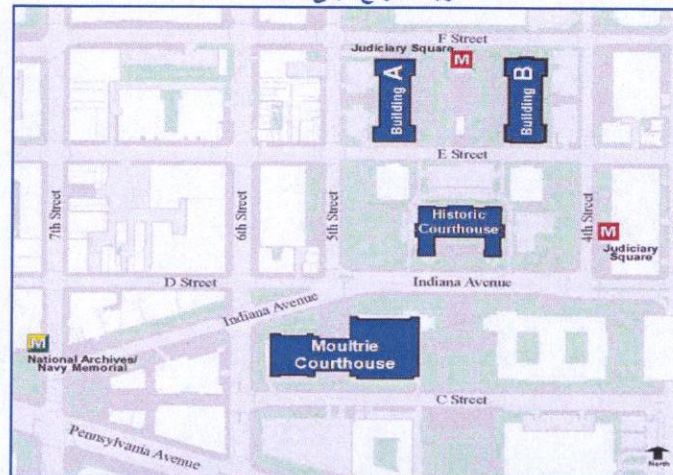 F Street
Judiciary Square
M
Building A
Building B
E Street
7th Street
6th Street
5th Street
4th Street
Historic
Courthouse
M
Judiciary
Square
D Street
Indiana Avenue
Indiana Avenue
M
National Archives/
Navy Memorial
Moultrie
Courthouse
C Street
Pennsylvania Avenue
North